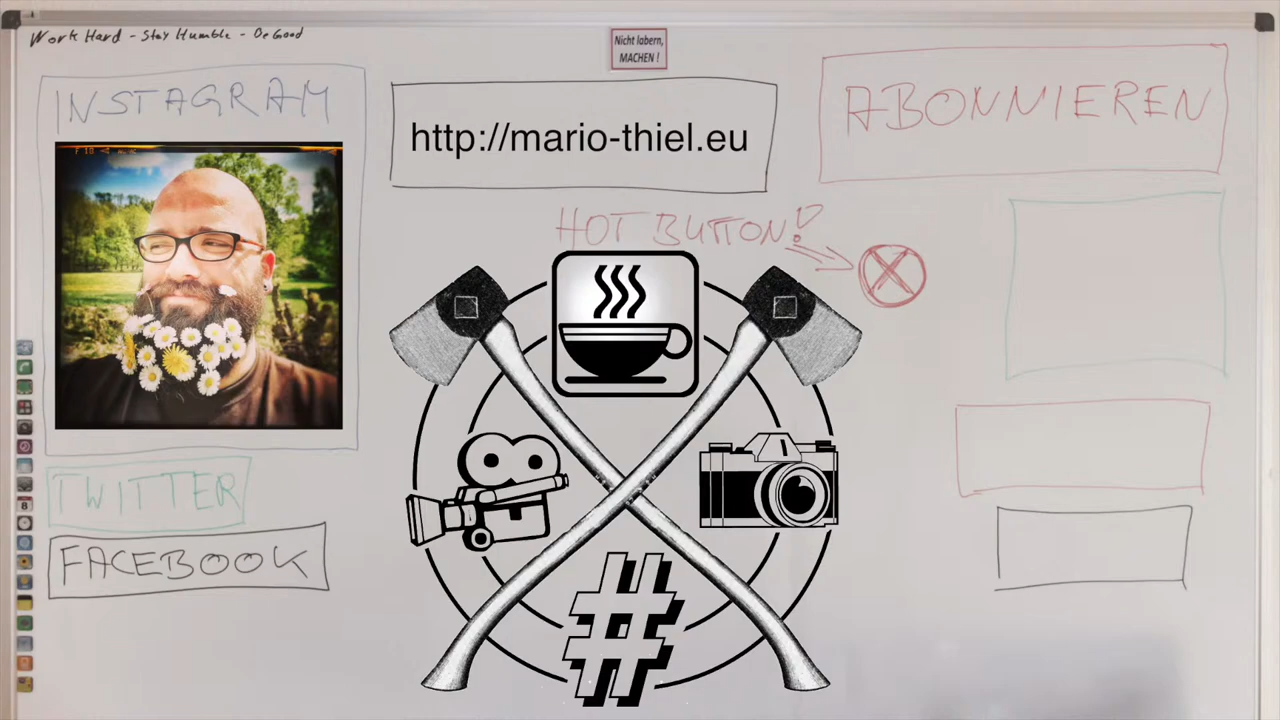 Work Hard - Stay Humble - Do Good
Nicht labern,
MACHEN !
INSTAGRAM
http://mario-thiel.eu
ABONNIEREN
HOT BUTTON!
#
TWITTER
FACEBOOK
8